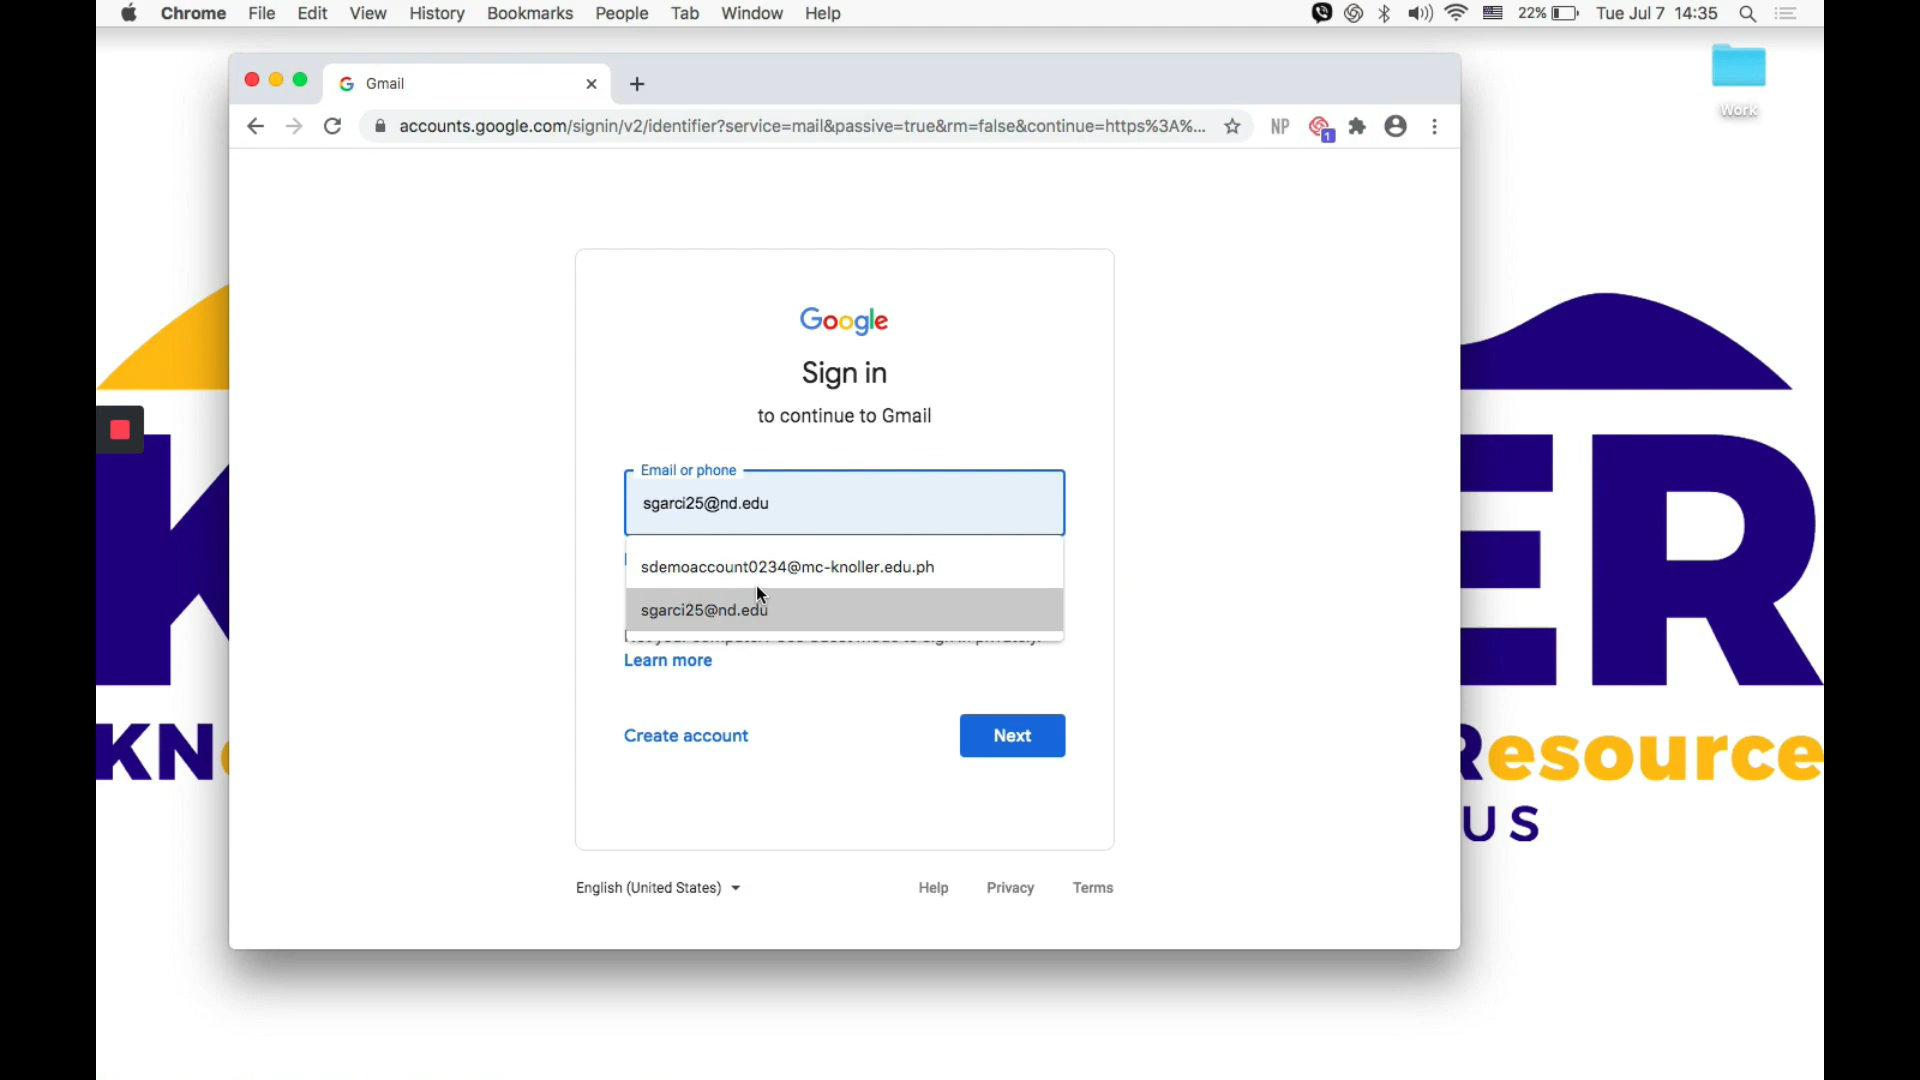 Chrome File Edit View History Bookmarks People Tab Window Help 22% Tue Jul 7 14:35
Gmail
accounts.google.com/signin/v2/identifier?service=mail&passive=true&rm=false&continue=https%3A%... NP 1
Work
Google
Sign in
to continue to Gmail
Email or phone
sgarci25@nd.edu
sdemoaccount0234@mc-knoller.edu.ph
sgarci25@nd.edu
Learn more
Create account Next
English (United States) Help Privacy Terms
K ER
KN Resource
US